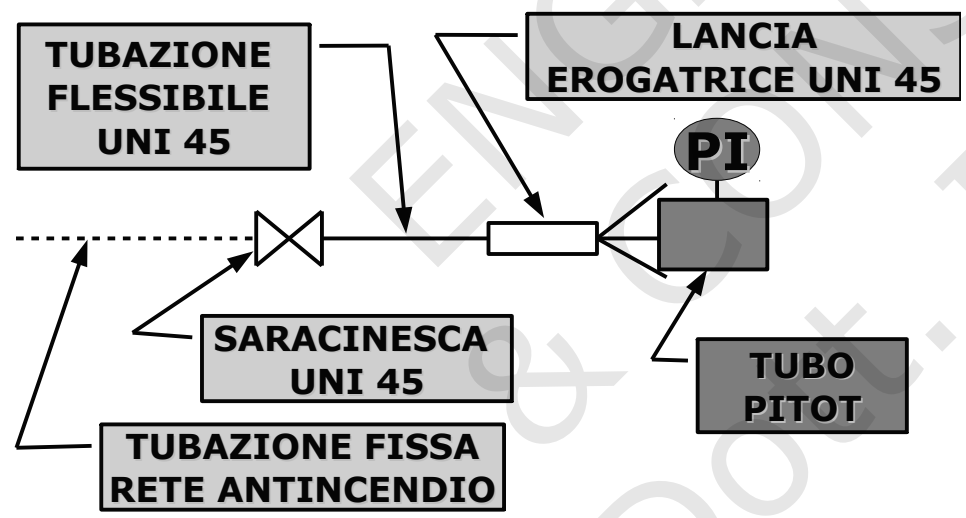 TUBAZIONE
FLESSIBILE
UNI 45
LANCIA
EROGATRICE UNI 45
PI
SARACINESCA
UNI 45
TUBO
PITOT
TUBAZIONE FISSA
RETE ANTINCENDIO